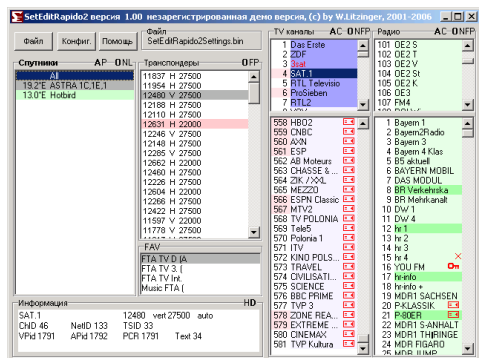 SetEditRapido2 версия 1.00 незарегистрированная демо версия, (c) by W.Litzinger, 2001-2006
Файл Конфиг. Помощь
Файл
SetEditRapido2Settings.bin
Спутники AP ONL
All
19.2°E ASTRA 1C,1E,1
13.0°E Hotbird
Транспондеры OFP
11837 H 27500
11954 H 27500
12480 V 27500
12188 H 27500
12110 H 27500
12631 H 22000
12246 V 27500
12148 H 27500
12285 V 27500
12662 H 22000
12460 H 27500
12226 H 27500
12604 H 22000
12266 H 27500
12422 H 27500
11597 V 22000
11778 V 27500
FAV
FTA TV D (A
FTA TV 3. (
FTA TV Int.
Music FTA (
Информация HD
SAT.1 12480 vert 27500 auto
ChID 46 NetID 133 TSID 33
VPid 1791 APid 1792 PCR 1791 Text 34
TV каналы AC ONFP
1 Das Erste
2 ZDF
3 3sat
4 SAT.1
5 RTL Televisio
6 ProSieben
7 RTL2
558 HBO2
559 CNBC
560 AXN
561 ESP
562 AB Moteurs
563 CHASSE & ...
564 ZIK / XXL
565 MEZZO
566 ESPN Classic
567 MTV2
568 TV POLONIA
569 Tele5
570 Polonia 1
571 ITV
572 KINO POLS...
573 TRAVEL
574 CIVILISATI...
575 SCIENCE
576 BBC PRIME
577 TVP 3
578 ZONE REA...
579 EXTREME ...
580 CINEMAX
581 TVP Kultura
Радио AC ONFP
101 OE2 S
102 OE2 T
103 OE2 V
104 OE2 St
105 OE2 K
106 OE3
107 FM4
1 Bayern 1
2 Bayern2Radio
3 Bayern 3
4 Bayern 4 Klas
5 B5 aktuell
6 BAYERN MOBIL
7 DAS MODUL
8 BR Verkehrska
9 BR Mehrkanalt
10 DW 1
11 DW 4
12 hr 1
13 hr 2
14 hr 3
15 hr 4
16 YOU FM
17 hr-info
18 hr-info +
19 MDR1 SACHSEN
20 P-KLASSIK
21 P-80ER
22 MDR1 S-ANHALT
23 MDR1 THRINGE
24 MDR FIGARO
25 MDR JUMP